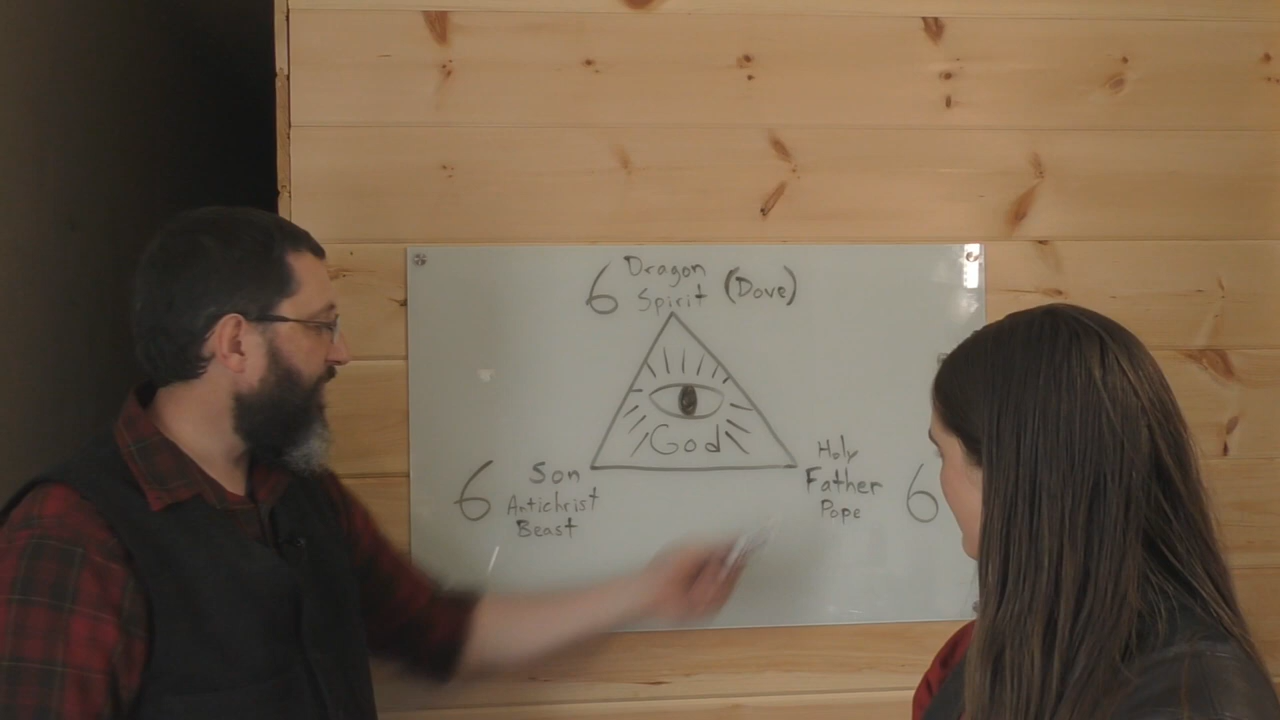 6 Dragon
Spirit (Dove)
God
6 Son
Antichrist
Beast
Holy
Father 6
Pope